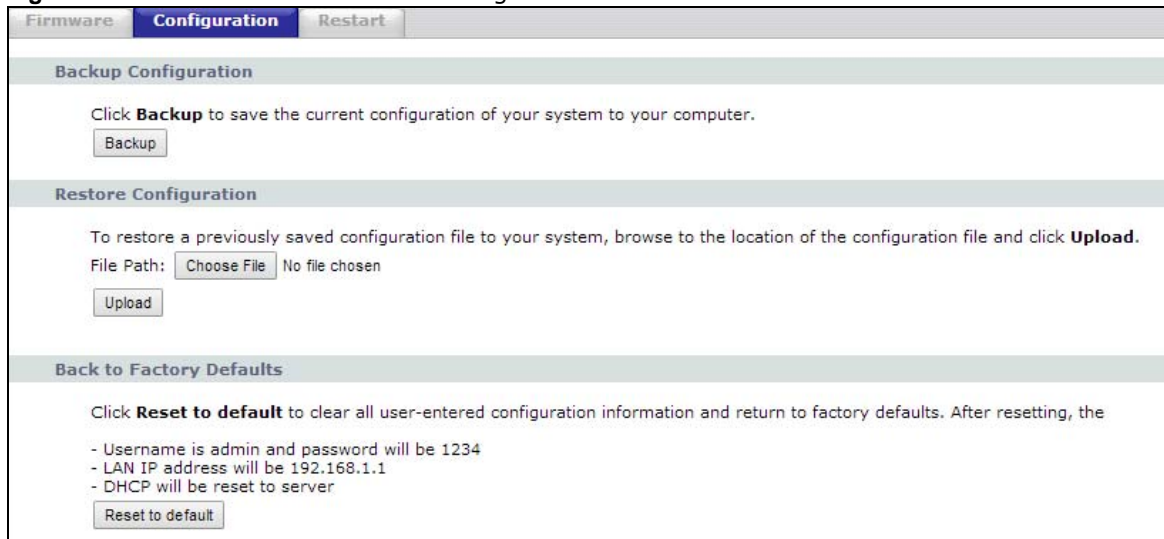 Firmware Configuration Restart
Backup Configuration
Click Backup to save the current configuration of your system to your computer.
Backup
Restore Configuration
To restore a previously saved configuration file to your system, browse to the location of the configuration file and click Upload.
File Path: Choose File No file chosen
Upload
Back to Factory Defaults
Click Reset to default to clear all user-entered configuration information and return to factory defaults. After resetting, the
- Username is admin and password will be 1234
- LAN IP address will be 192.168.1.1
- DHCP will be reset to server
Reset to default